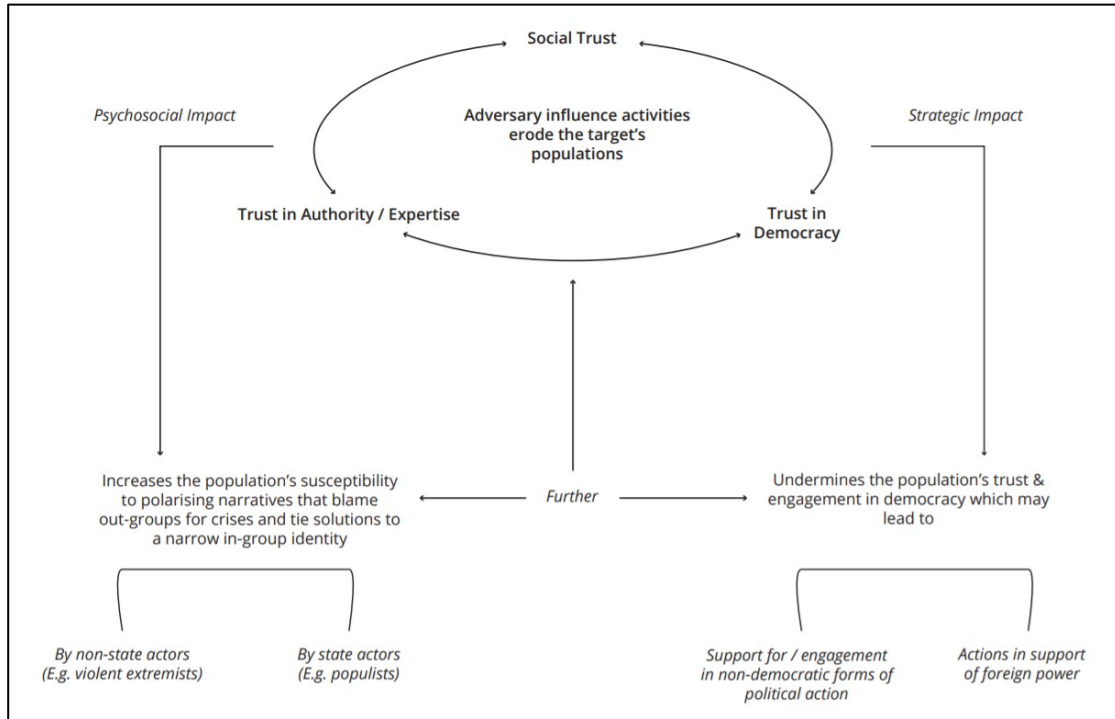 Social Trust
Psychosocial Impact
Adversary influence activities
erode the target's
populations
Strategic Impact
Trust in Authority / Expertise
Trust in
Democracy
Increases the population's susceptibility
to polarising narratives that blame
out-groups for crises and tie solutions to
a narrow in-group identity
Further
Undermines the population's trust &
engagement in democracy which may
lead to
By non-state actors
(E.g. violent extremists)
By state actors
(E.g. populists)
Support for / engagement
in non-democratic forms of
political action
Actions in support
of foreign power